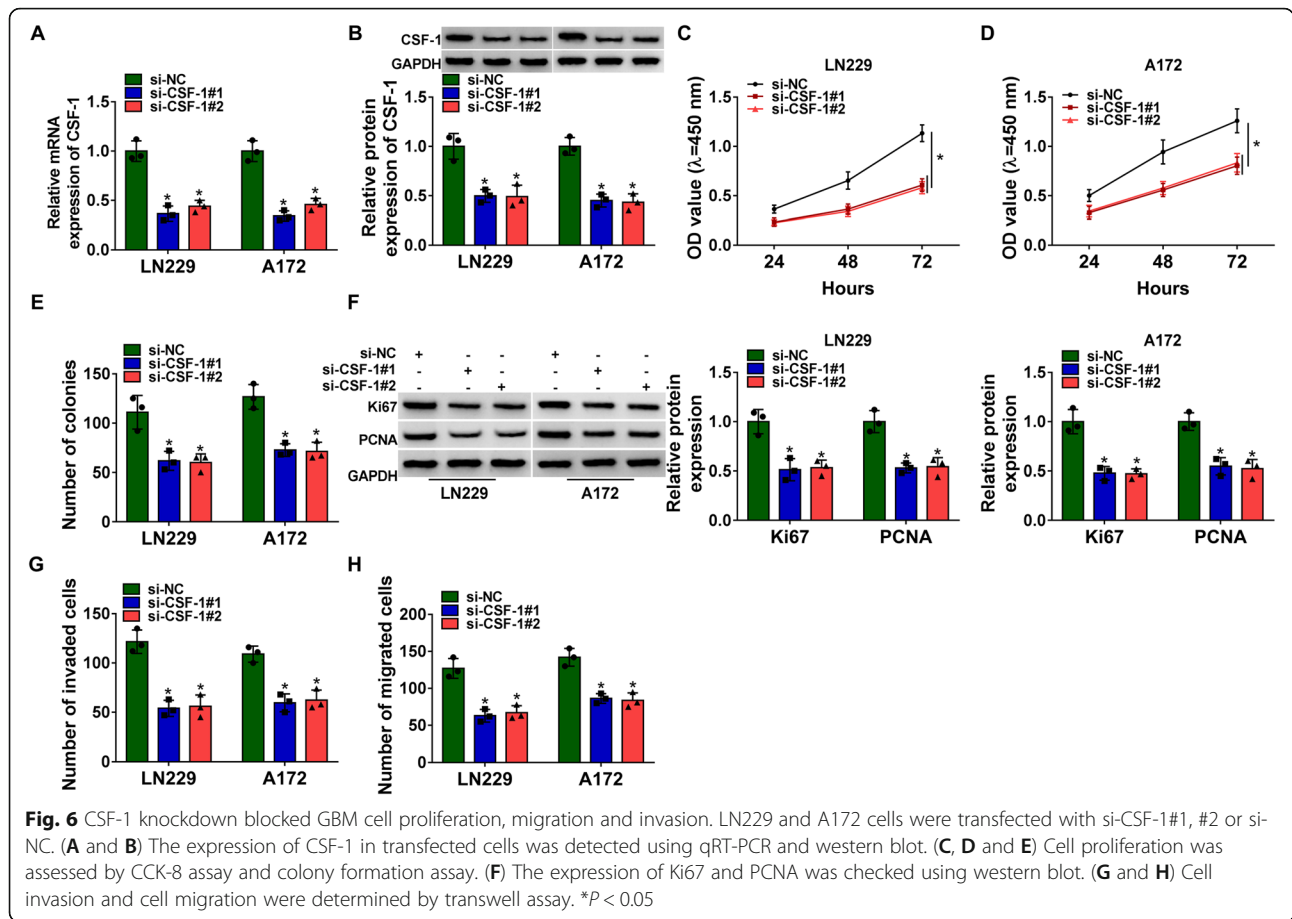 A
si-NC
si-CSF-1#1
si-CSF-1#2
Relative mRNA
expression of CSF-1
1.5
1.0
0.5
0.0
* * * *
LN229 A172
B
CSF-1
GAPDH
si-NC
si-CSF-1#1
si-CSF-1#2
Relative protein
expression of CSF-1
1.5
1.0
0.5
0.0
* * * *
LN229 A172
C
LN229
si-NC
si-CSF-1#1
si-CSF-1#2
OD value (λ=450 nm)
1.5
1.0
0.5
0.0
*
24 48 72
Hours
D
A172
si-NC
si-CSF-1#1
si-CSF-1#2
OD value (λ=450 nm)
1.5
1.0
0.5
0.0
*
24 48 72
Hours
E
si-NC
si-CSF-1#1
si-CSF-1#2
Number of colonies
150
100
50
0
* * * *
LN229 A172
F
si-NC + - - + - -
si-CSF-1#1 - + - - + -
si-CSF-1#2 - - + - - +
Ki67
PCNA
GAPDH
LN229 A172
LN229
si-NC
si-CSF-1#1
si-CSF-1#2
Relative protein
expression
1.5
1.0
0.5
0.0
* * * *
Ki67 PCNA
A172
si-NC
si-CSF-1#1
si-CSF-1#2
Relative protein
expression
1.5
1.0
0.5
0.0
* * * *
Ki67 PCNA
G
si-NC
si-CSF-1#1
si-CSF-1#2
Number of invaded cells
150
100
50
0
* * * *
LN229 A172
H
si-NC
si-CSF-1#1
si-CSF-1#2
Number of migrated cells
200
150
100
50
0
* * * *
LN229 A172
Fig. 6 CSF-1 knockdown blocked GBM cell proliferation, migration and invasion. LN229 and A172 cells were transfected with si-CSF-1#1, #2 or si-
NC. (A and B) The expression of CSF-1 in transfected cells was detected using qRT-PCR and western blot. (C, D and E) Cell proliferation was
assessed by CCK-8 assay and colony formation assay. (F) The expression of Ki67 and PCNA was checked using western blot. (G and H) Cell
invasion and cell migration were determined by transwell assay. *P < 0.05